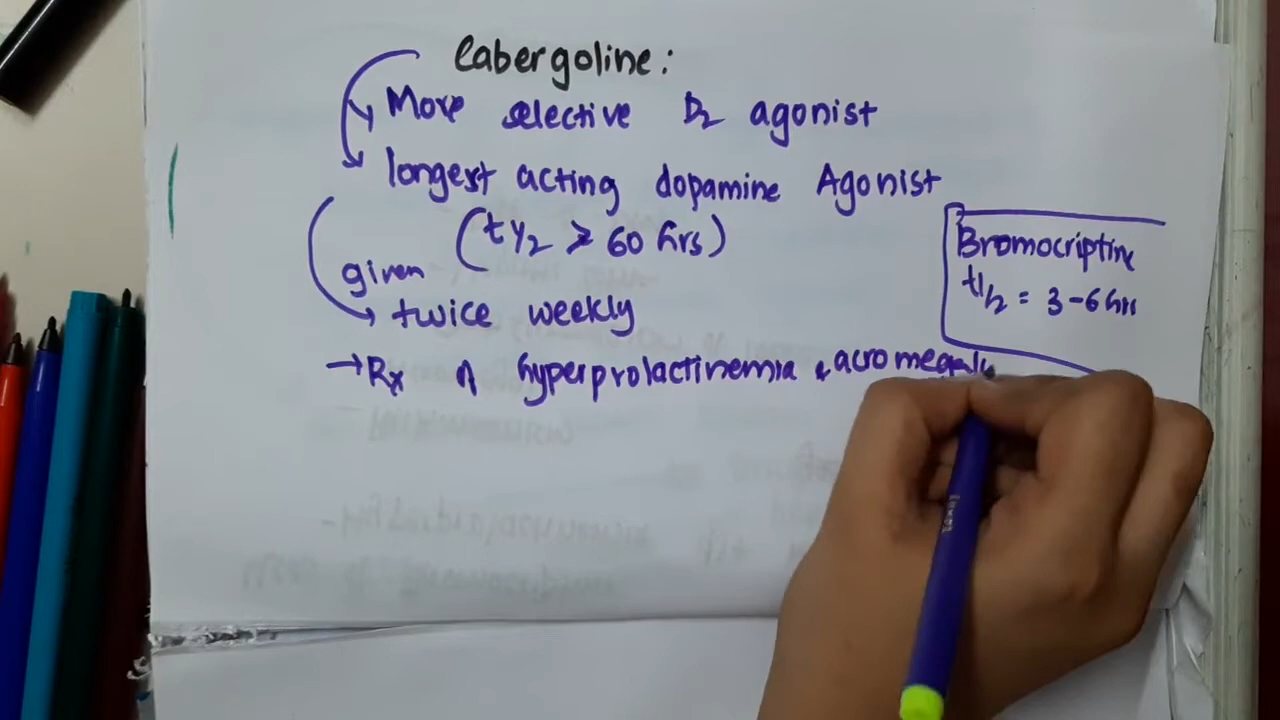 Cabergoline:
More selective D2 agonist
longest acting dopamine Agonist
(t 1/2 > 60 hrs)
given
twice weekly
Bromocriptine
t1/2 = 3-6 hrs
→ Rx of hyperprolactinemia & acromegaly